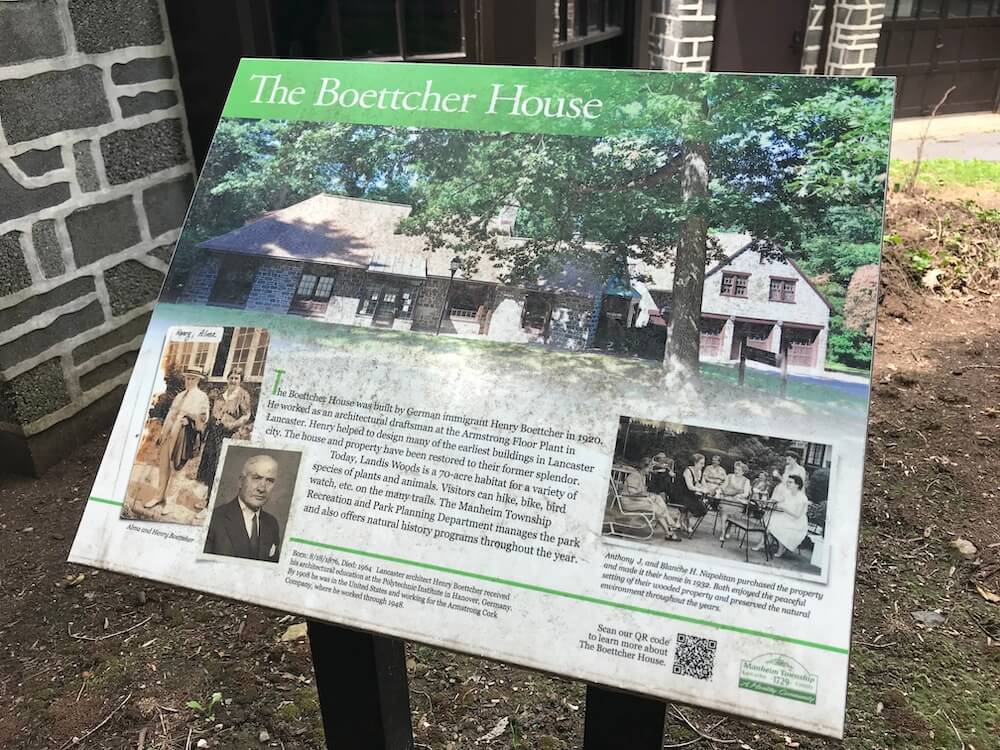 The Boettcher House
Henry, Alma
The Boettcher House was built by German immigrant Henry Boettcher in 1920.
He worked as an architectural draftsman at the Armstrong Floor Plant in
Lancaster. Henry helped to design many of the earliest buildings in Lancaster
city. The house and property have been restored to their former splendor.
Today, Landis Woods is a 70-acre habitat for a variety of
species of plants and animals. Visitors can hike, bike, bird
watch, etc. on the many trails. The Manheim Township
Recreation and Park Planning Department manages the park
and also offers natural history programs throughout the year.
Alma and Henry Boettcher
Born: 8/18/1876, Died: 1964 Lancaster architect Henry Boettcher received
his architectural education at the Polytechnic Institute in Hanover, Germany.
By 1908 he was in the United States and working for the Armstrong Cork
Company, where he worked through 1948.
Anthony J, and Blanche H. Napolitan purchased the property
and made it their home in 1932. Both enjoyed the peaceful
setting of their wooded property and preserved the natural
environment throughout the years.
Scan our QR code
to learn more about
The Boettcher House.
Manheim Township
Lancaster County
·1729·